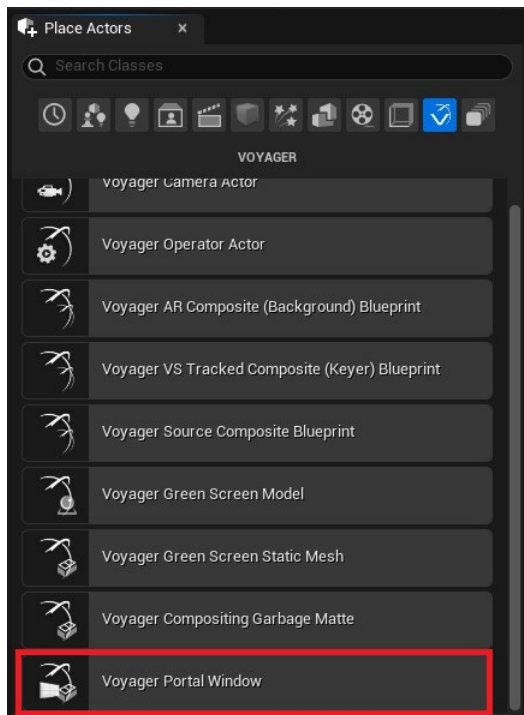 Place Actors
Search Classes
VOYAGER
Voyager Camera Actor
Voyager Operator Actor
Voyager AR Composite (Background) Blueprint
Voyager VS Tracked Composite (Keyer) Blueprint
Voyager Source Composite Blueprint
Voyager Green Screen Model
Voyager Green Screen Static Mesh
Voyager Compositing Garbage Matte
Voyager Portal Window